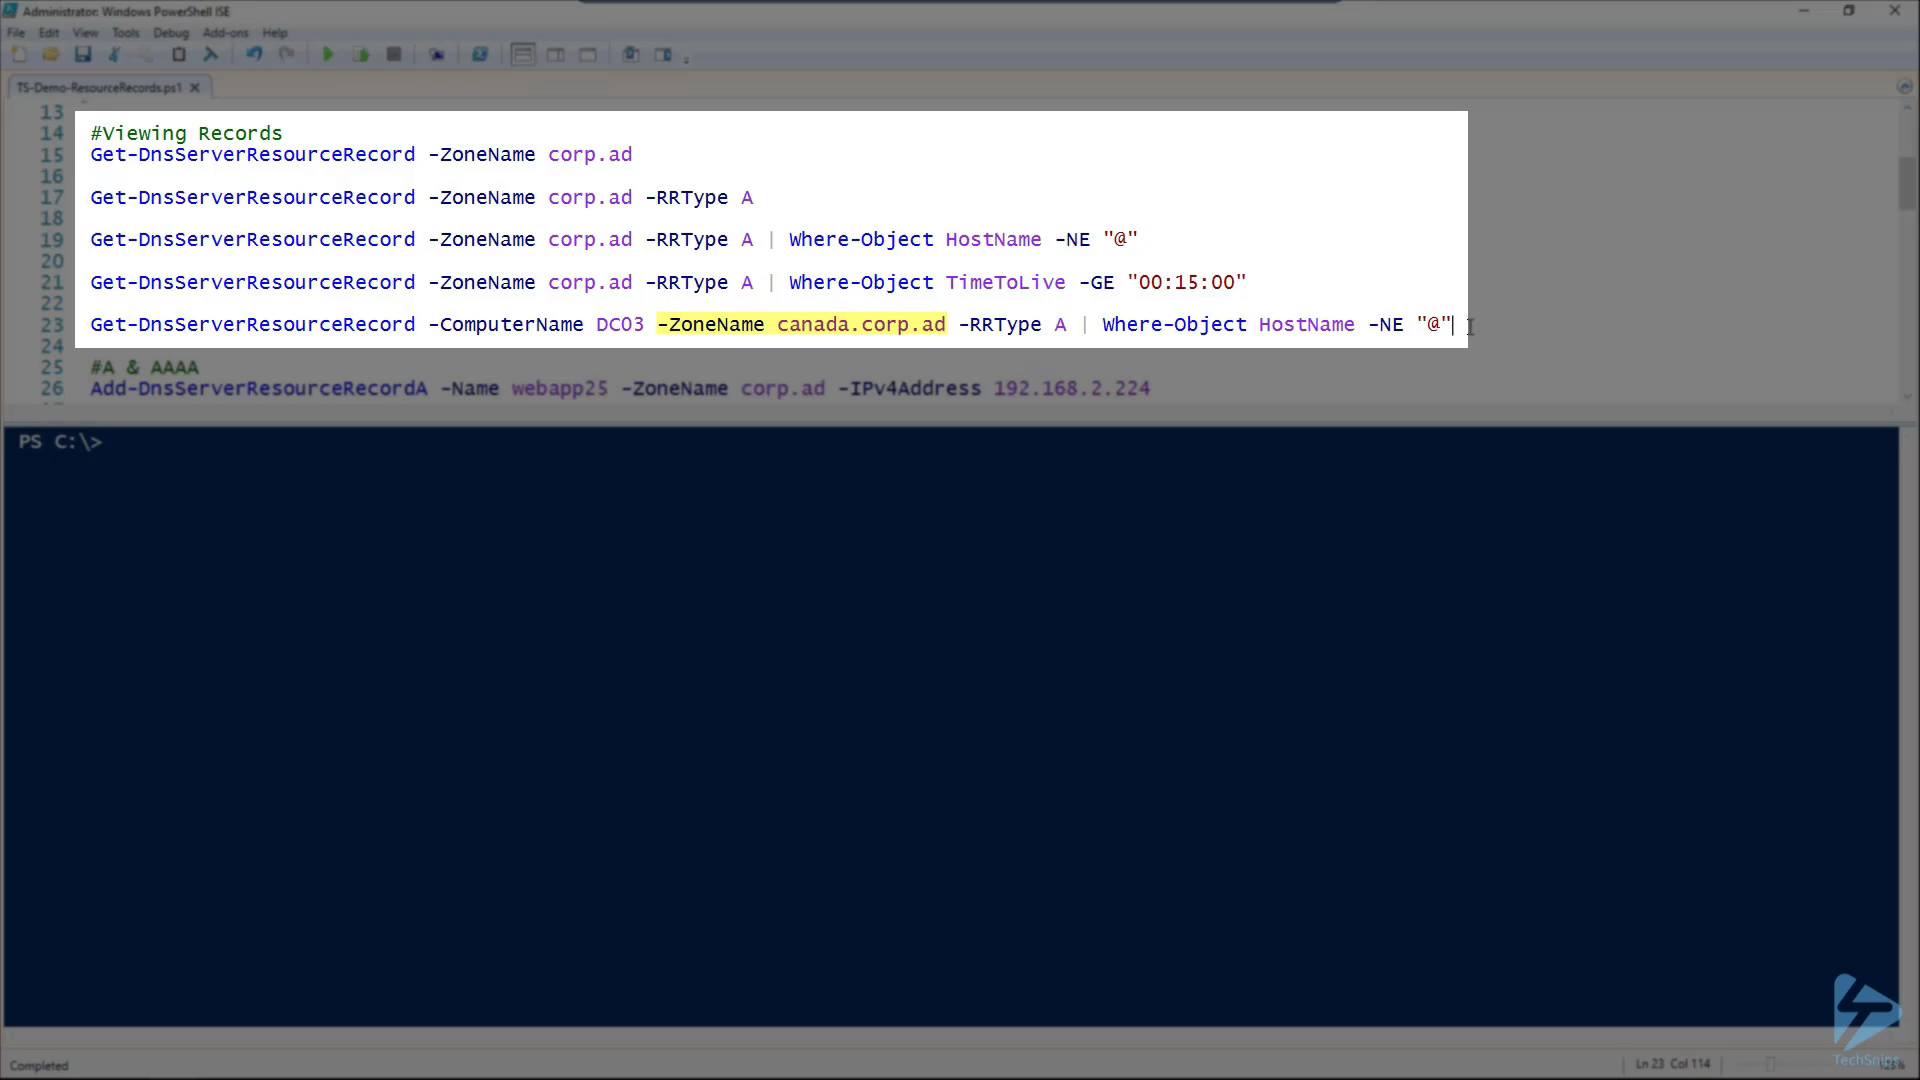 Administrator: Windows PowerShell ISE
File Edit View Tools Debug Add-ons Help
TS-Demo-ResourceRecords.ps1
13
14 #Viewing Records
15 Get-DnsServerResourceRecord -ZoneName corp.ad
16
17 Get-DnsServerResourceRecord -ZoneName corp.ad -RRType A
18
19 Get-DnsServerResourceRecord -ZoneName corp.ad -RRType A | Where-Object HostName -NE "@"
20
21 Get-DnsServerResourceRecord -ZoneName corp.ad -RRType A | Where-Object TimeToLive -GE "00:15:00"
22
23 Get-DnsServerResourceRecord -ComputerName DC03 -ZoneName canada.corp.ad -RRType A | Where-Object HostName -NE "@"
24
25 #A & AAAA
26 Add-DnsServerResourceRecordA -Name webapp25 -ZoneName corp.ad -IPv4Address 192.168.2.224
PS C:\>
Completed
Ln 23 Col 114
TechSnips